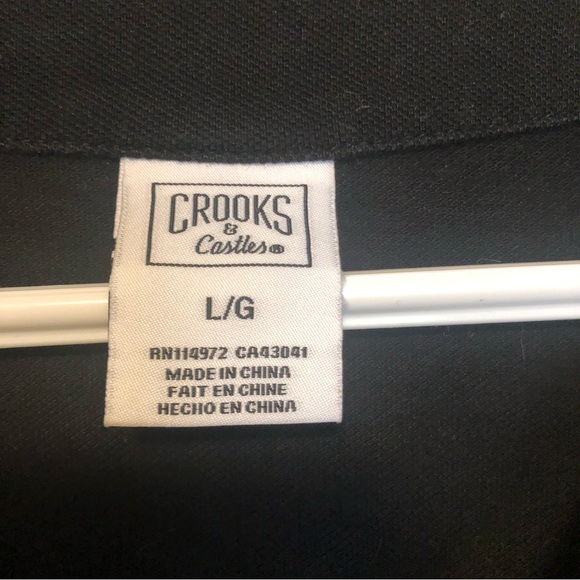 CROOKS
&
Castles®
L/G
RN114972 CA43041
MADE IN CHINA
FAIT EN CHINE
HECHO EN CHINA